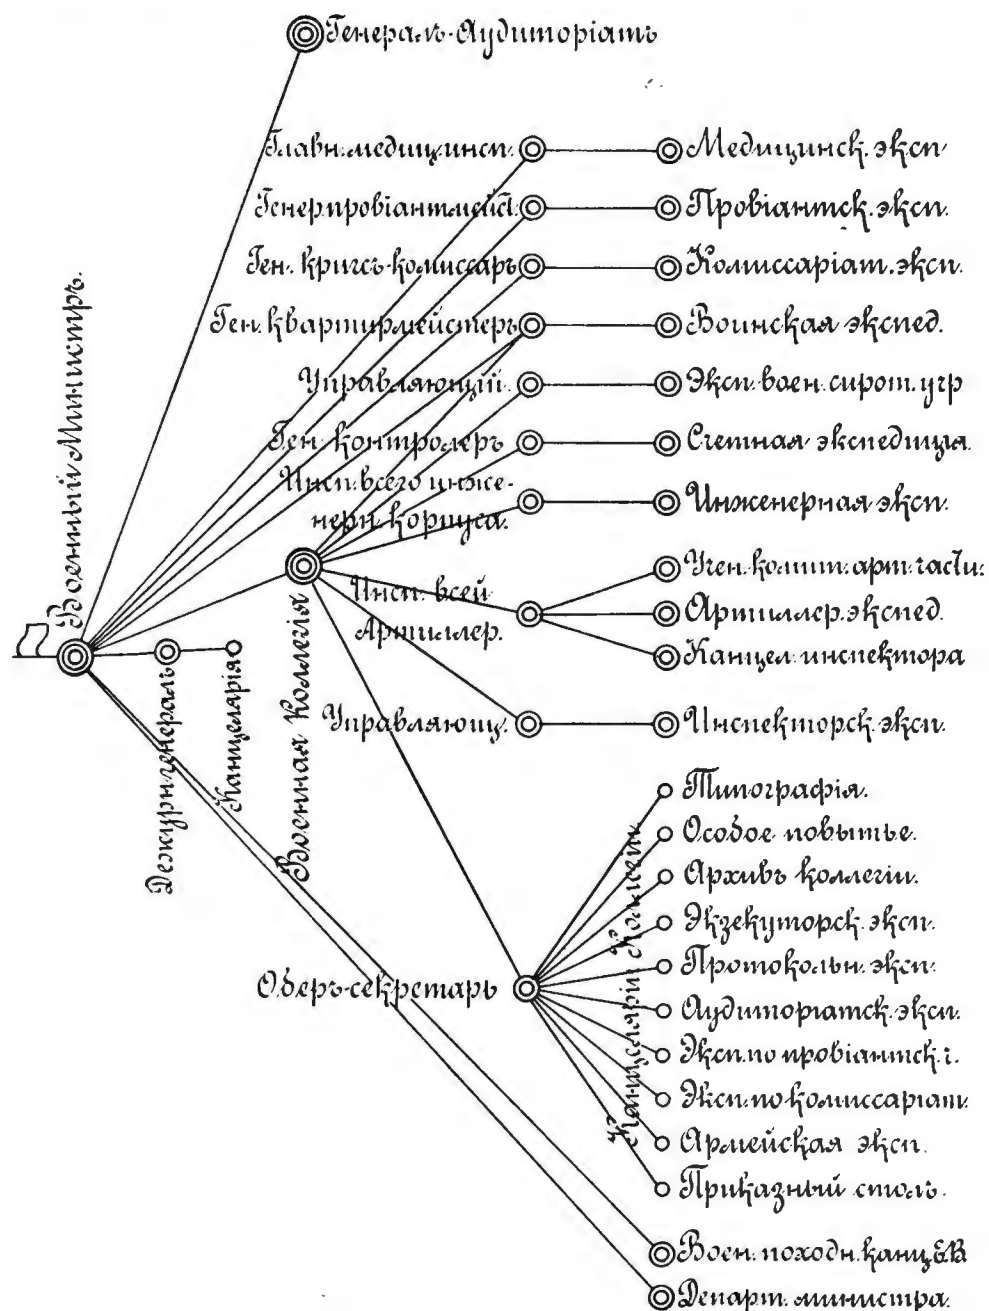 Генералъ-Аудиторіатъ
Главн. медиц. инсп.
Медицинск. эксп
Генер. провіантмейст.
Провіантск. эксп.
Ген. кригсъ-комиссаръ
Комиссаріат. эксп.
Ген. квартирмейстеръ
Воинская экспед.
Управляющій.
Эксп. воен. сирот. учр
Ген. контролеръ
Счетная экспедиція.
Инсп. всего инже-
нерн. корпуса.
Инженерная эксп.
Военный Министръ.
Военная Коллегія
Дежурн. генералъ
Канцелярія
Инсп. всей
Артиллер.
Учен. комит. арт. части.
Артиллер. экспед.
Канцел. инспектора
Управляющ.
Инспекторск. эксп.
Оберъ-секретарь
Канцелярія Коллегіи
Типографія.
Особое повытье.
Архивъ коллегіи.
Экзекуторск. эксп.
Протокольн. эксп.
Аудиторіатск. эксп.
Эксп. по провіантск. ч.
Эксп. по комиссаріат.
Армейская эксп.
Приказный столъ.
Воен. походн. канц. Е.В.
Департ. министра.